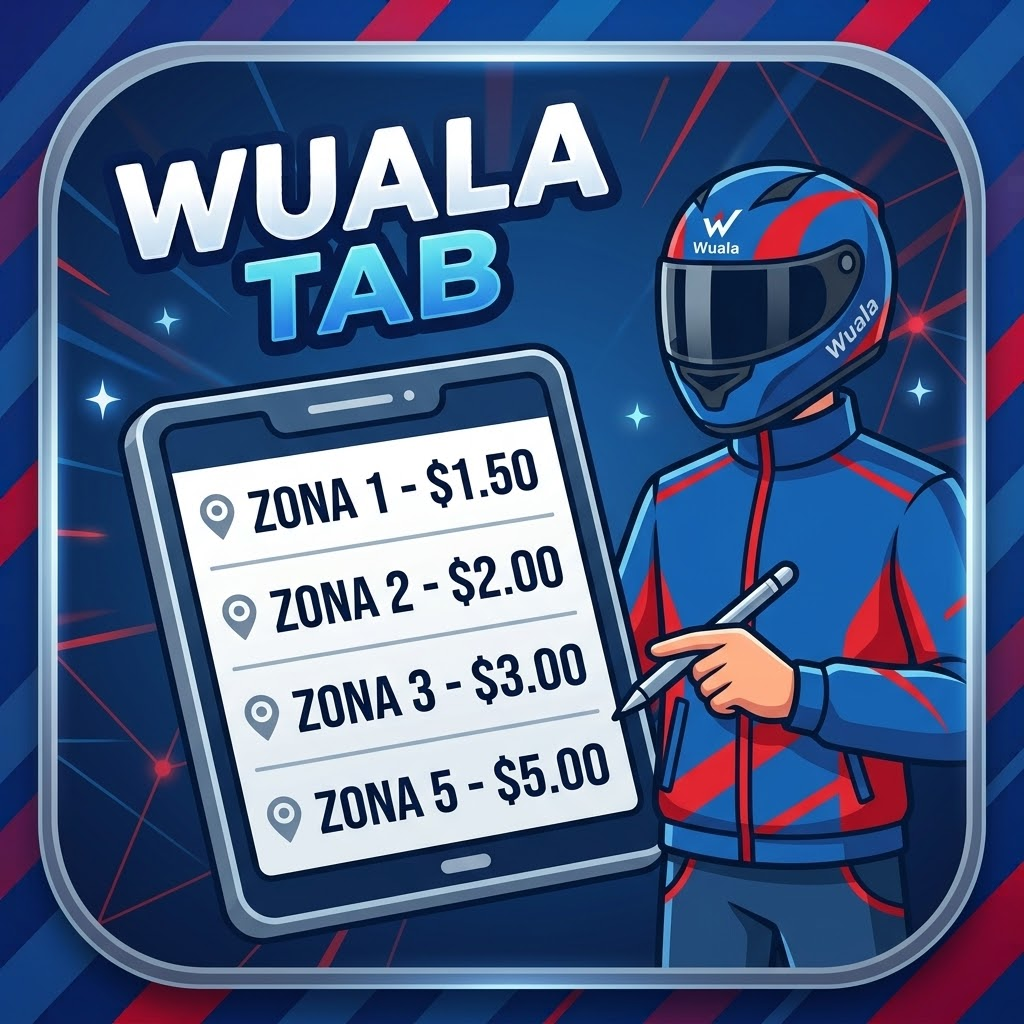 WUALA
TAB
W
Wuala
Wuala
ZONA 1 - $1.50
ZONA 2 - $2.00
ZONA 3 - $3.00
ZONA 5 - $5.00